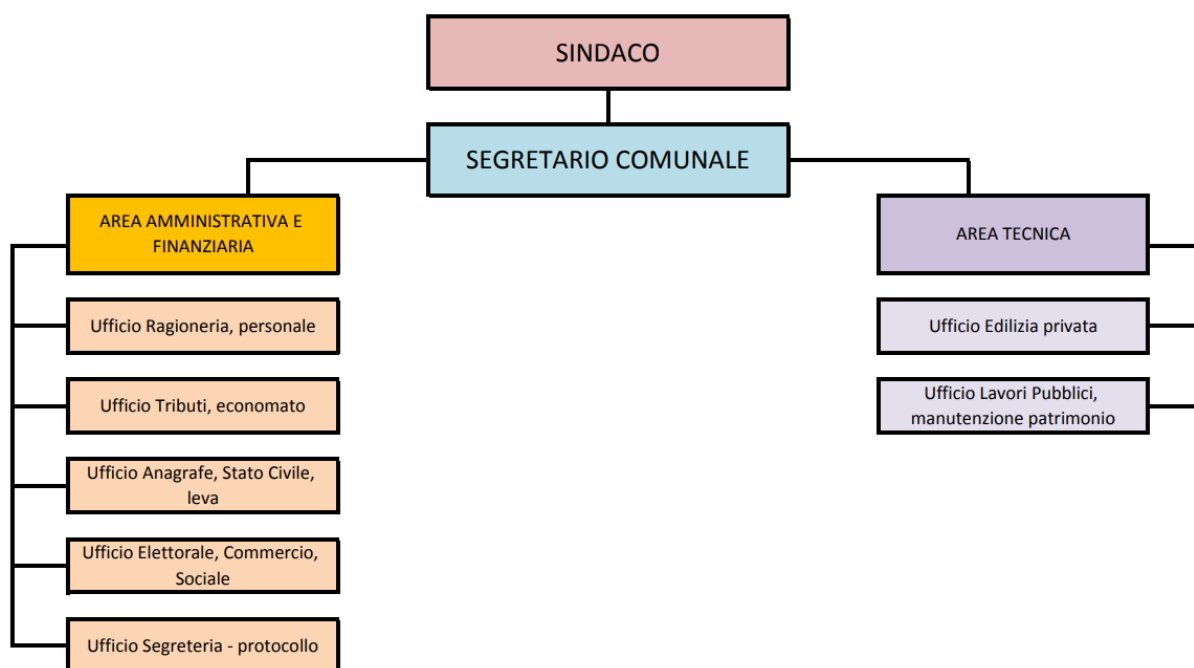 SINDACO
SEGRETARIO COMUNALE
AREA AMMINISTRATIVA E
FINANZIARIA
Ufficio Ragioneria, personale
Ufficio Tributi, economato
Ufficio Anagrafe, Stato Civile,
leva
Ufficio Elettorale, Commercio,
Sociale
Ufficio Segreteria - protocollo
AREA TECNICA
Ufficio Edilizia privata
Ufficio Lavori Pubblici,
manutenzione patrimonio